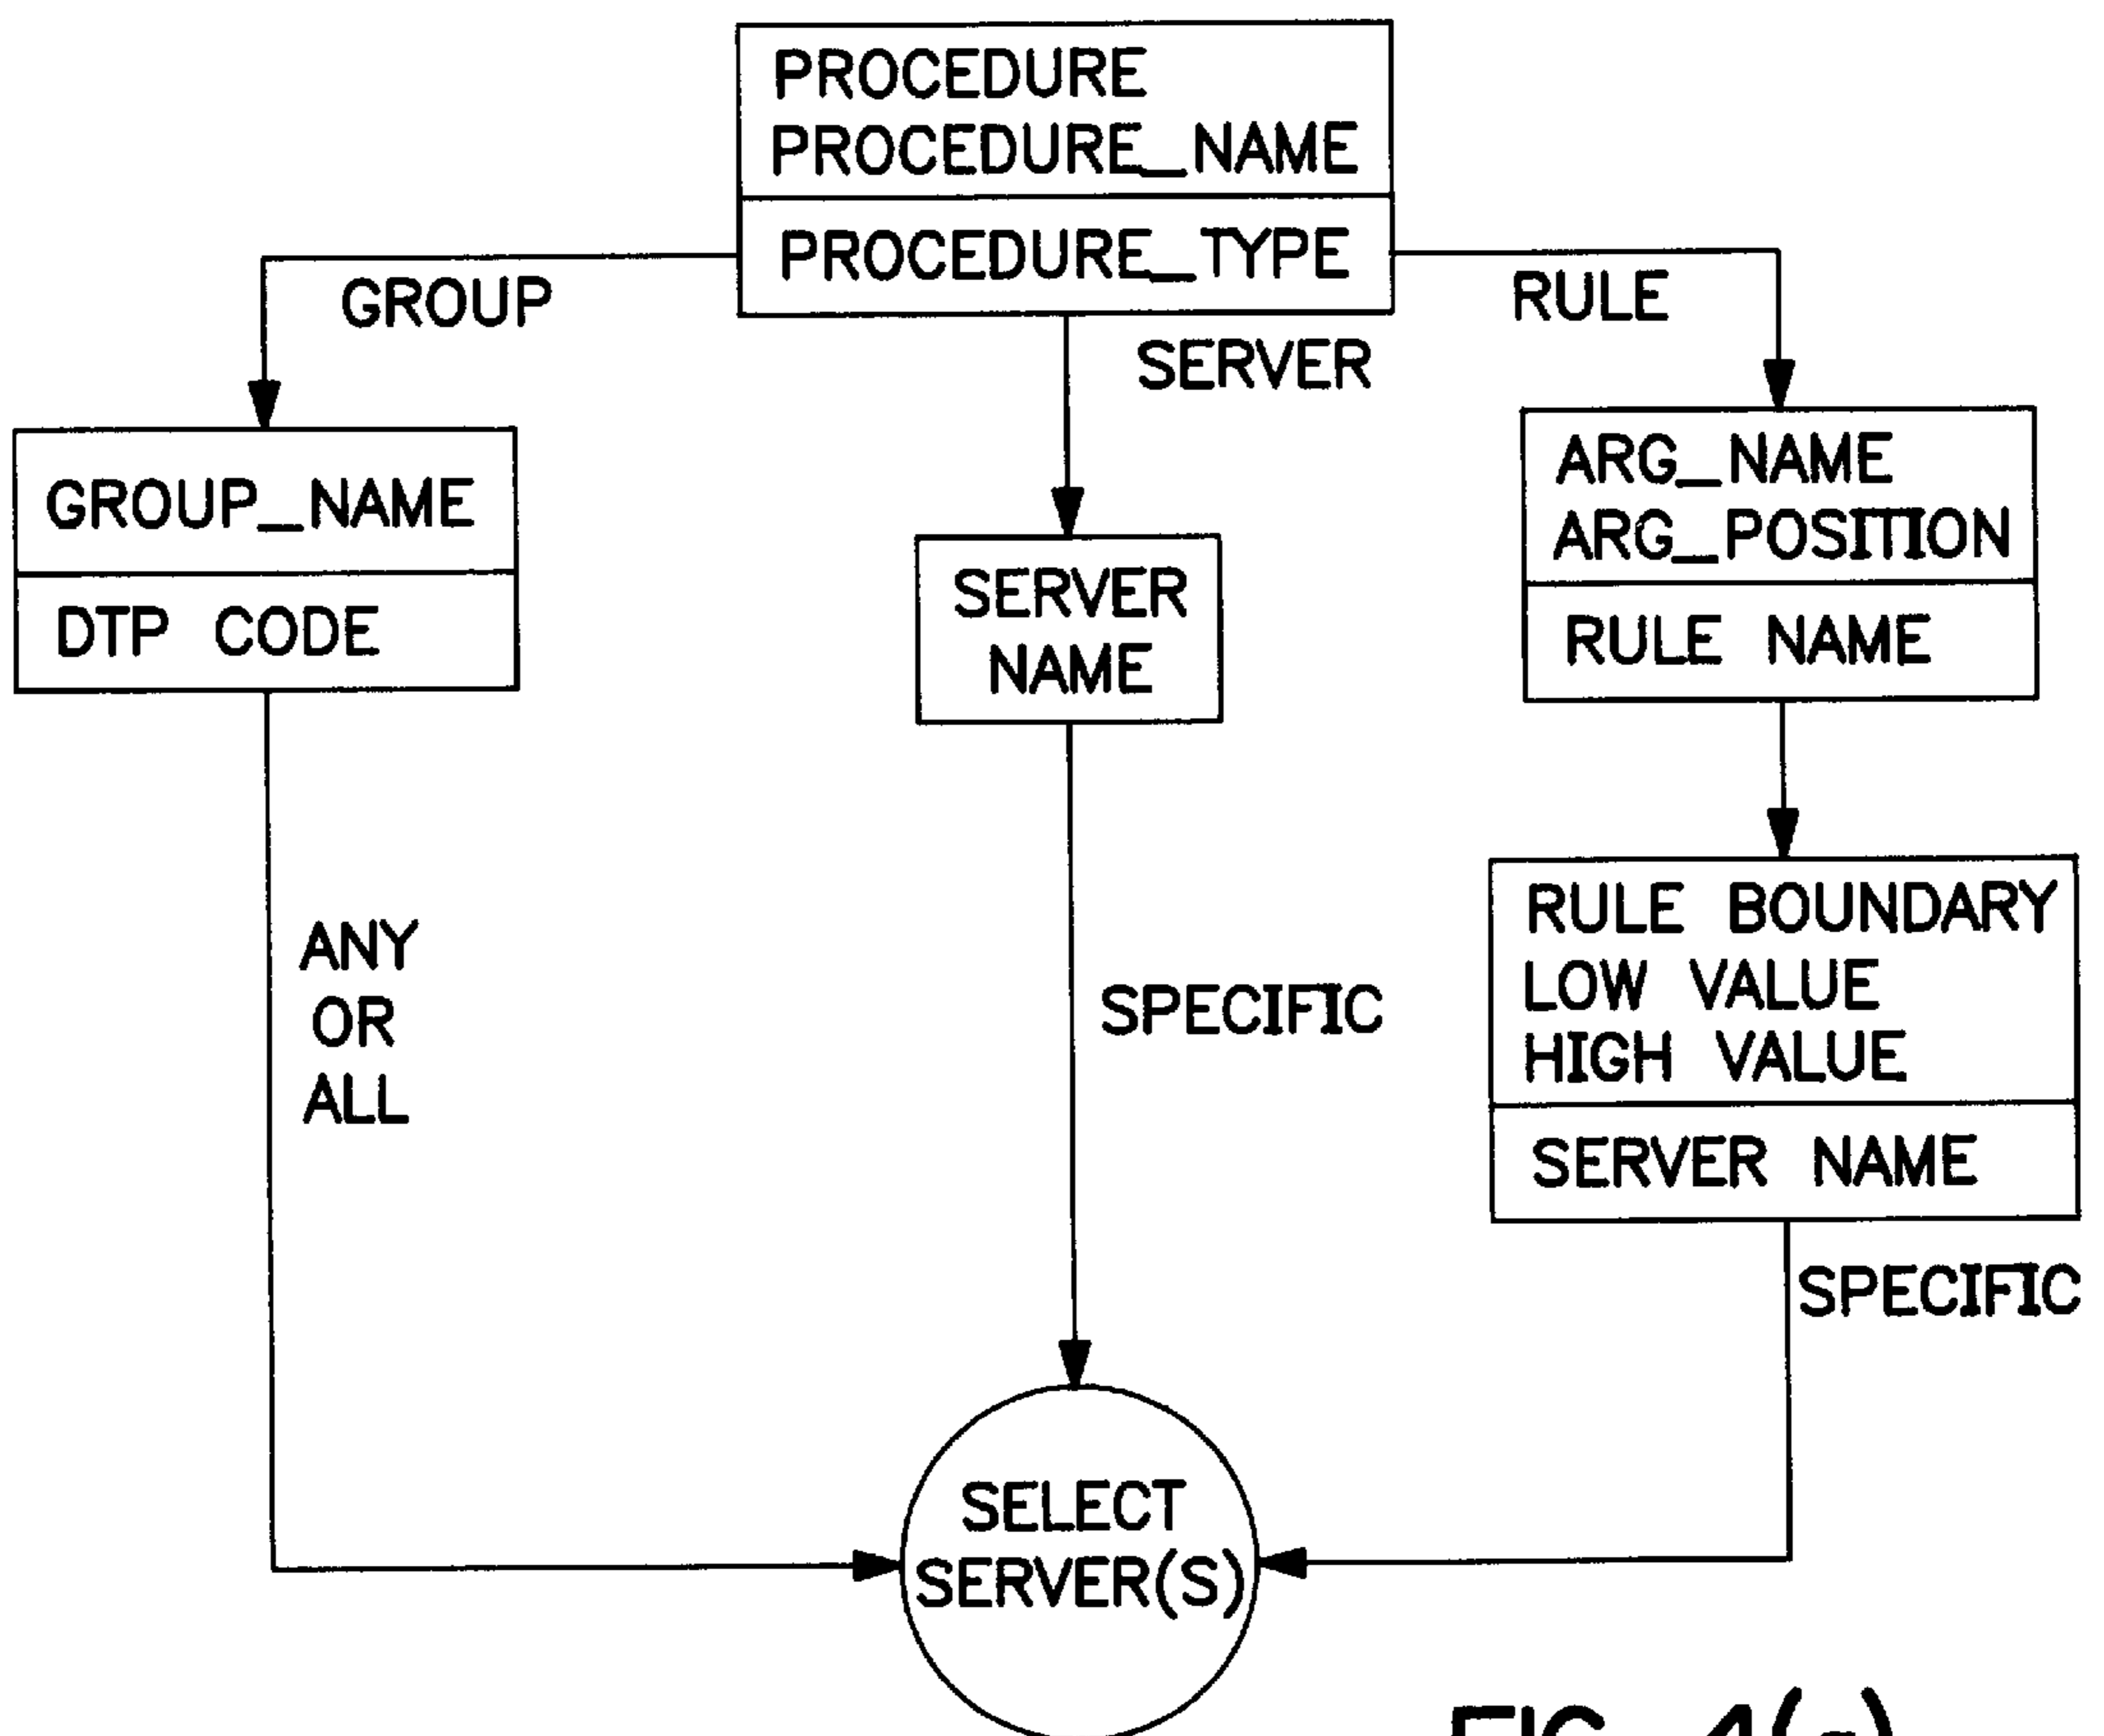 PROCEDURE
PROCEDURE_NAME
PROCEDURE_TYPE
GROUP
SERVER
RULE
GROUP_NAME
DTP CODE
SERVER
NAME
ARG_NAME
ARG_POSITION
RULE NAME
RULE BOUNDARY
LOW VALUE
HIGH VALUE
SERVER NAME
ANY
OR
ALL
SPECIFIC
SPECIFIC
SELECT
SERVER(S)